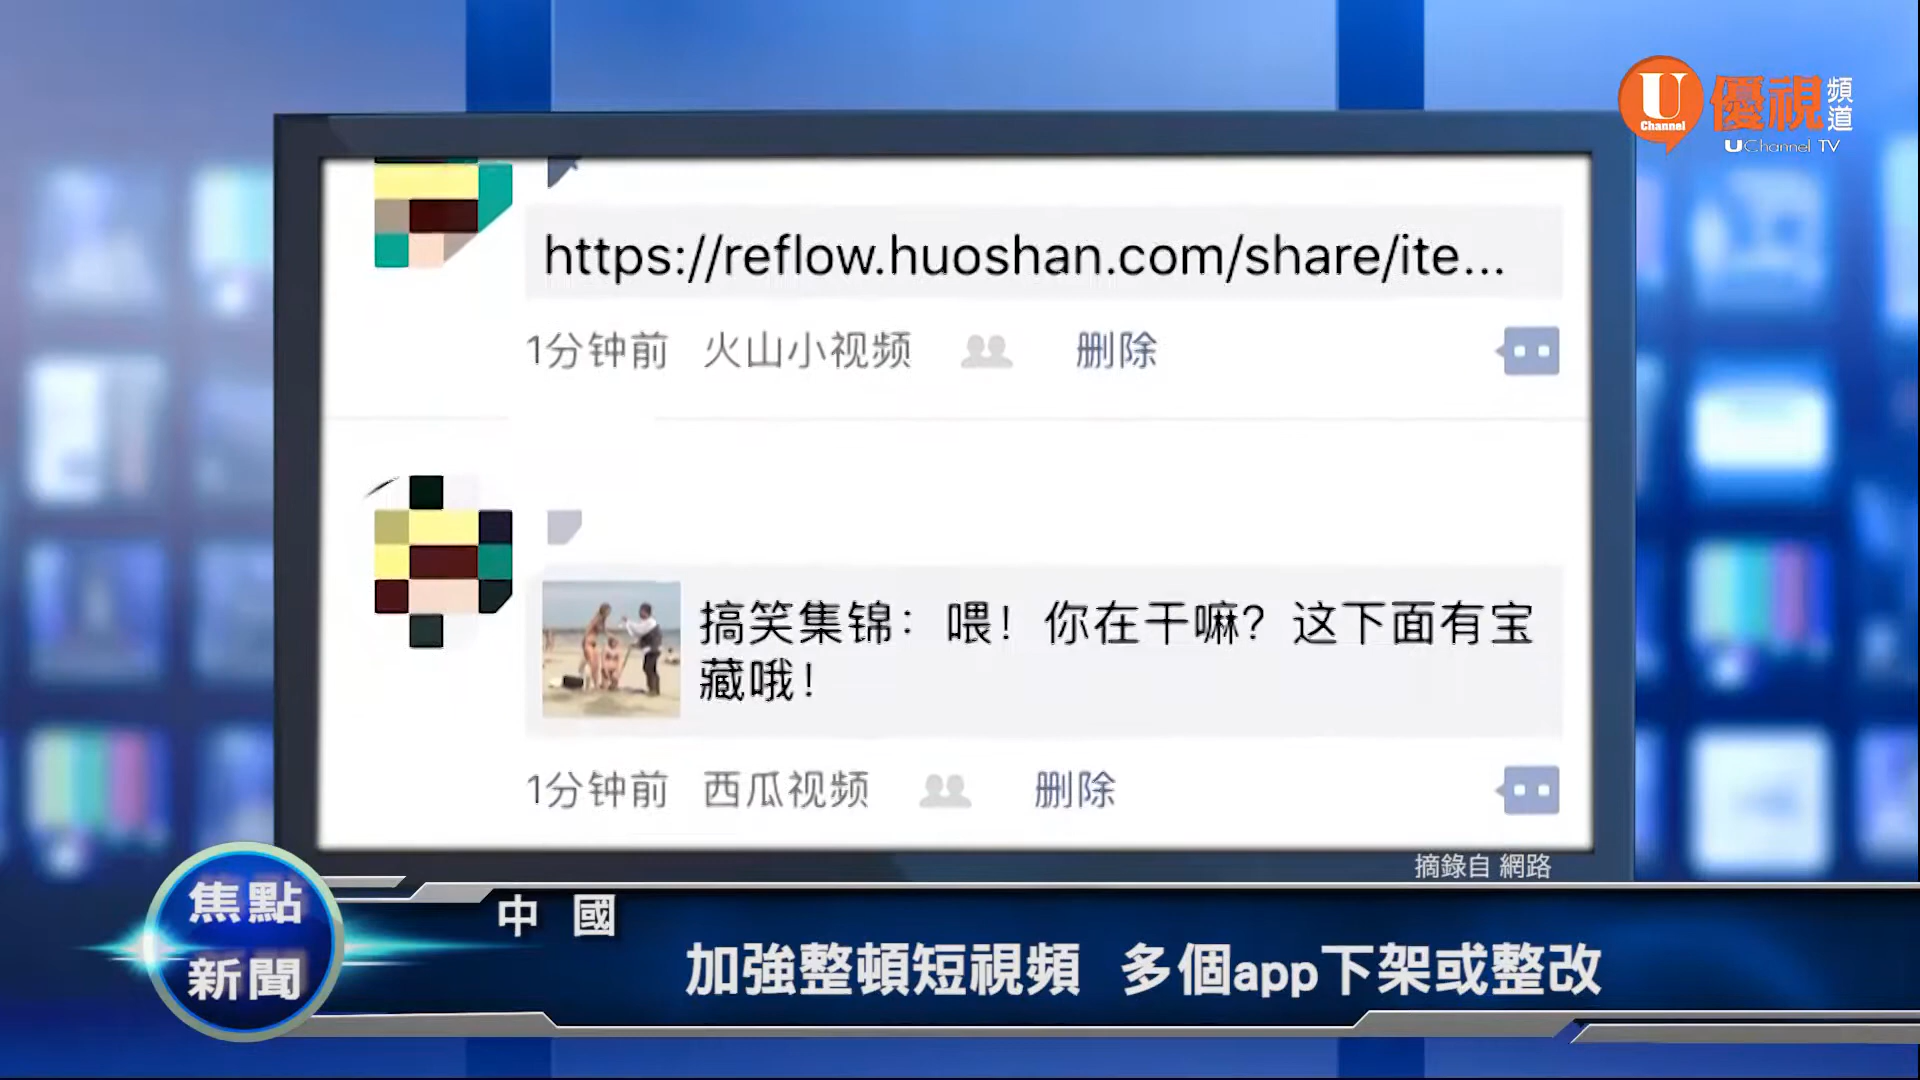 U
Channel
優視
頻道
UChannel TV
https://reflow.huoshan.com/share/ite...
1分钟前 火山小视频 删除
搞笑集锦：喂！你在干嘛？这下面有宝
藏哦！
1分钟前 西瓜视频 删除
摘錄自 網路
焦點
新聞
中國
加強整頓短視頻 多個app下架或整改